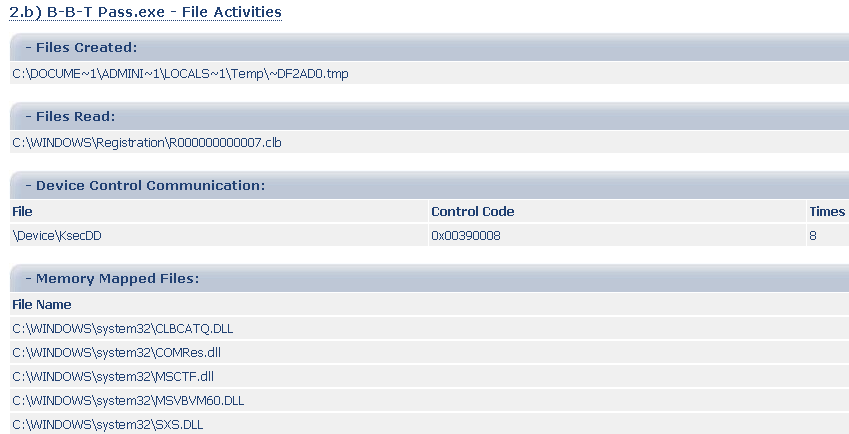 2.b) B-B-T Pass.exe - File Activities
- Files Created:
C:\DOCUME~1\ADMINI~1\LOCALS~1\Temp\~DF2AD0.tmp
- Files Read:
C:\WINDOWS\Registration\R000000000007.clb
- Device Control Communication:
File Control Code Times
\Device\KsecDD 0x00390008 8
- Memory Mapped Files:
File Name
C:\WINDOWS\system32\CLBCATQ.DLL
C:\WINDOWS\system32\COMRes.dll
C:\WINDOWS\system32\MSCTF.dll
C:\WINDOWS\system32\MSVBVM60.DLL
C:\WINDOWS\system32\SXS.DLL